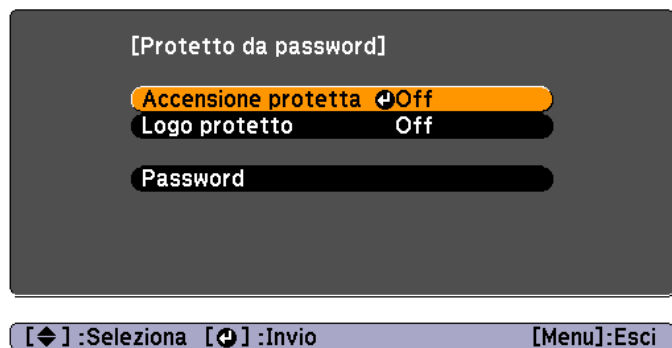 [Protetto da password]
Accensione protetta Off
Logo protetto Off
Password
[ ] :Seleziona [ ] :Invio [Menu]:Esci